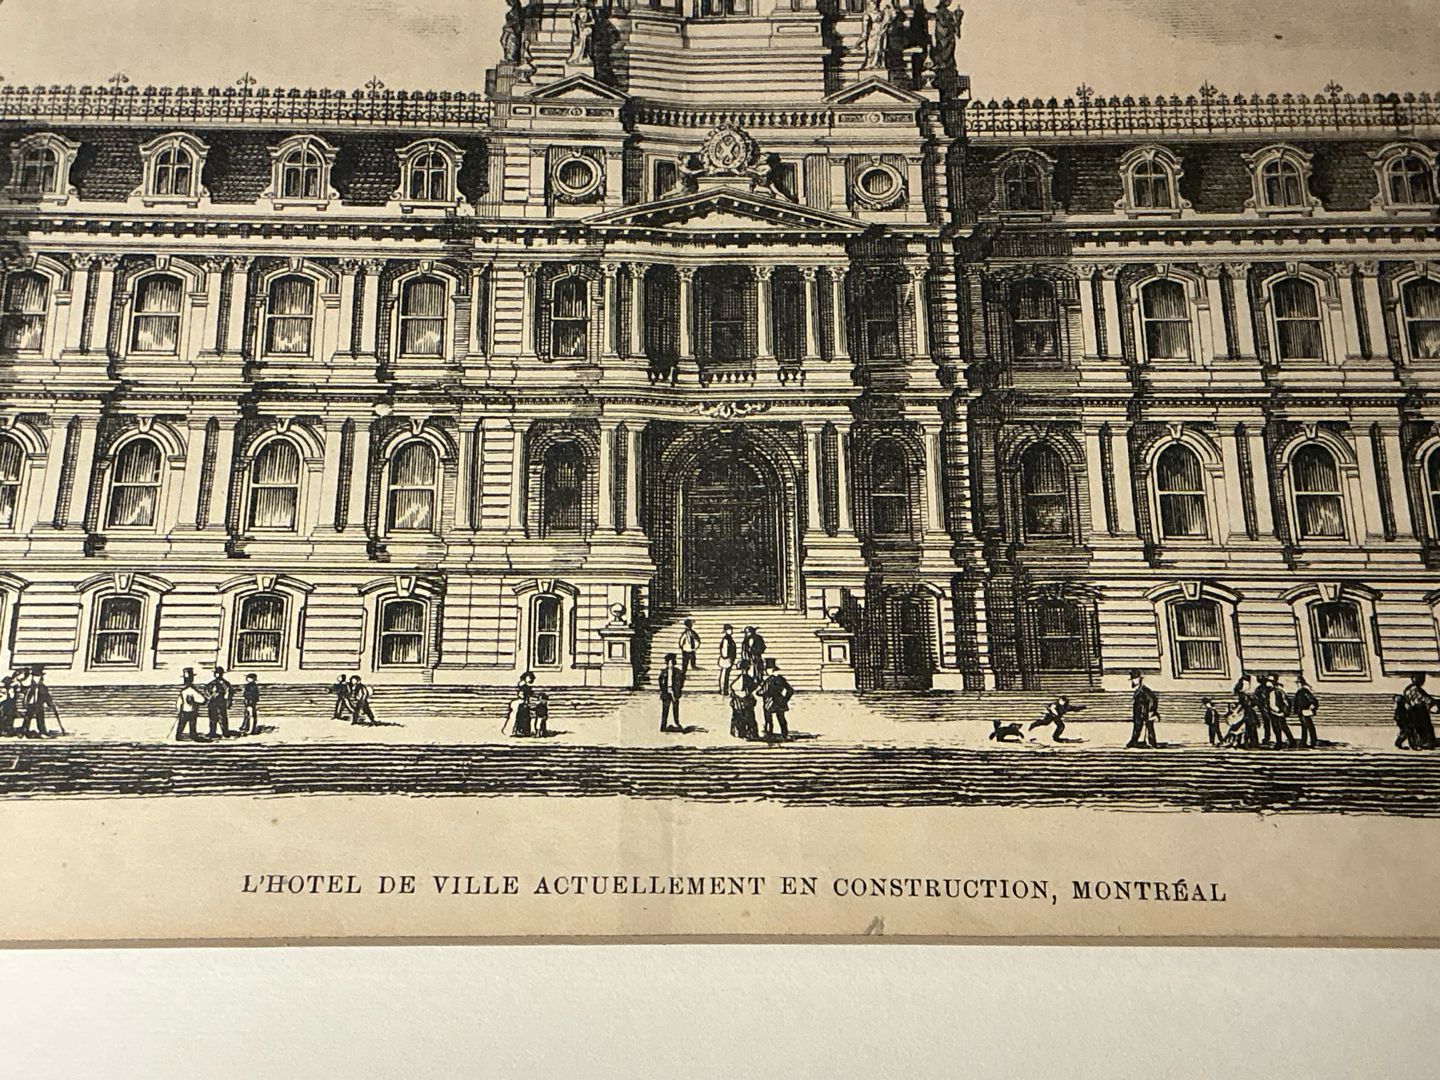 L'HOTEL DE VILLE ACTUELLEMENT EN CONSTRUCTION, MONTRÉAL